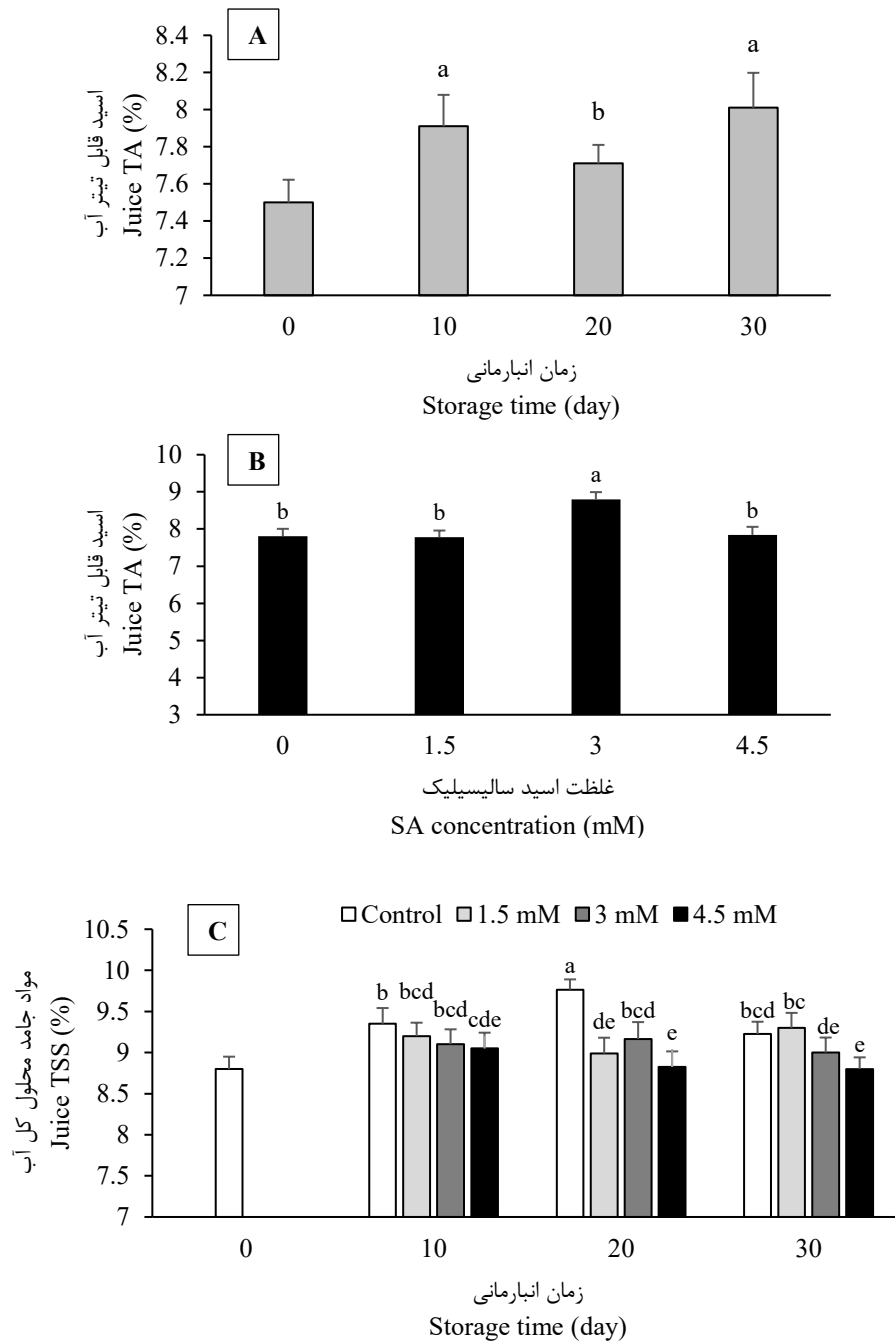 A
8.4
8.2
8
7.8
7.6
7.4
7.2
7
a
b
a
0 10 20 30
اسید قابل تیتر آب
Juice TA (%)
زمان انبارمانی
Storage time (day)
B
10
9
8
7
6
5
4
3
b
b
a
b
0 1.5 3 4.5
اسید قابل تیتر آب
Juice TA (%)
غلظت اسید سالیسیلیک
SA concentration (mM)
C
Control 1.5 mM 3 mM 4.5 mM
10.5
10
9.5
9
8.5
8
7.5
7
b bcd bcd cde
a de bcd e
bcd bc de e
0 10 20 30
مواد جامد محلول کل آب
Juice TSS (%)
زمان انبارمانی
Storage time (day)